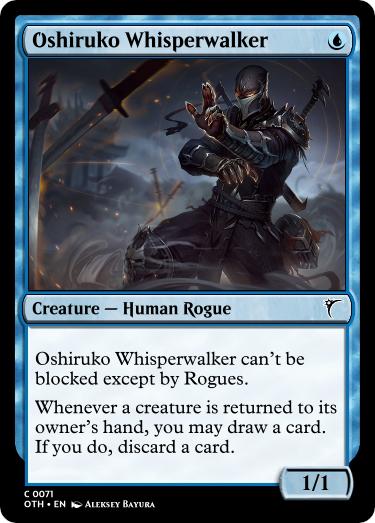 Oshiruko Whisperwalker
Creature — Human Rogue
Oshiruko Whisperwalker can't be
blocked except by Rogues.
Whenever a creature is returned to its
owner's hand, you may draw a card.
If you do, discard a card.
1/1
C 0071
OTH • EN Aleksey Bayura